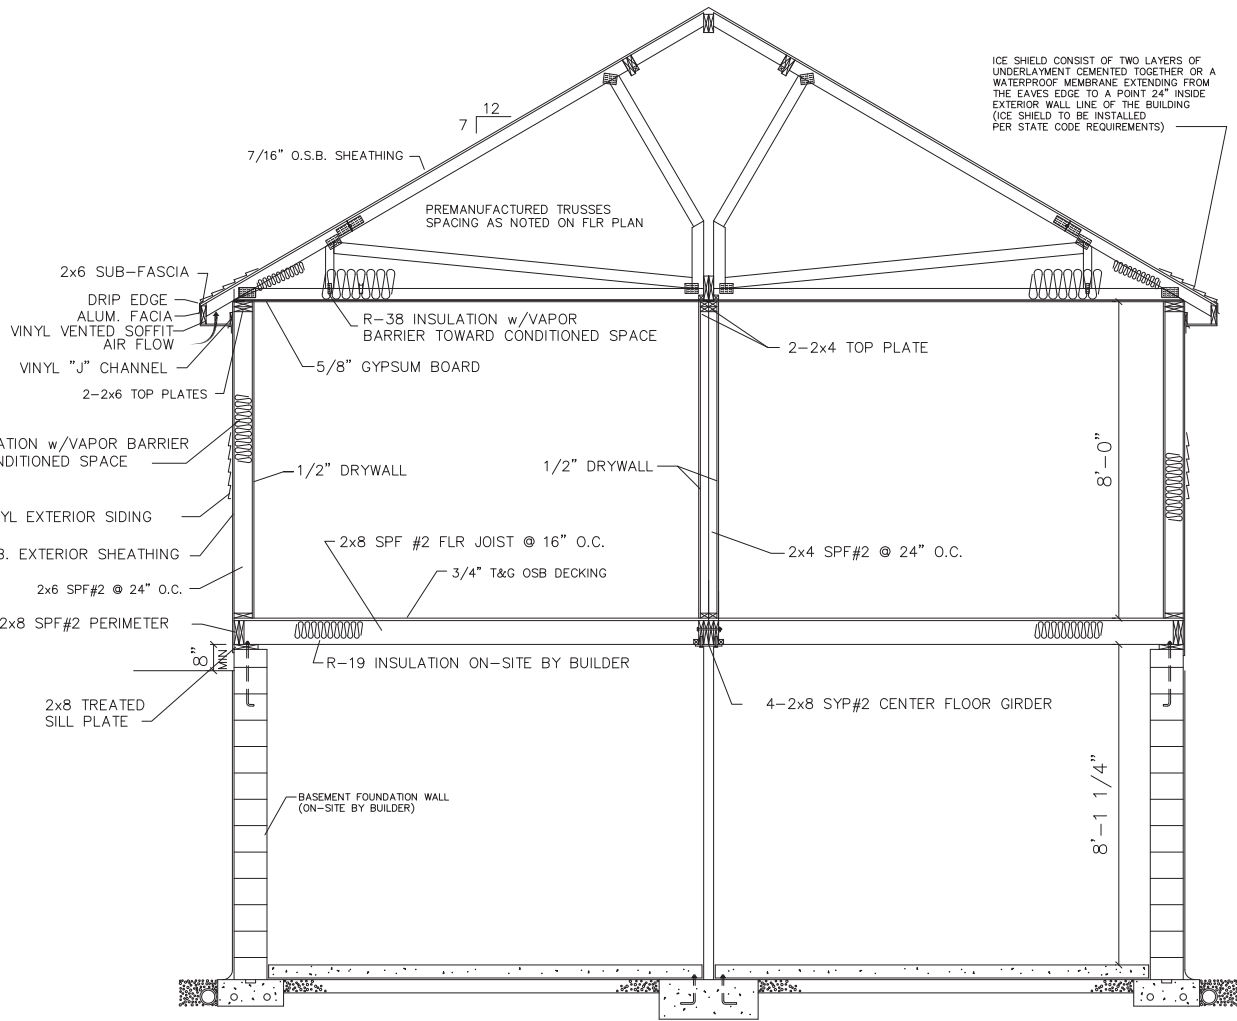 ICE SHIELD CONSIST OF TWO LAYERS OF
UNDERLAYMENT CEMENTED TOGETHER OR A
WATERPROOF MEMBRANE EXTENDING FROM
THE EAVES EDGE TO A POINT 24" INSIDE
EXTERIOR WALL LINE OF THE BUILDING
(ICE SHIELD TO BE INSTALLED
PER STATE CODE REQUIREMENTS)
12
7
7/16" O.S.B. SHEATHING
PREMANUFACTURED TRUSSES
SPACING AS NOTED ON FLR PLAN
2x6 SUB-FASCIA
DRIP EDGE
ALUM. FACIA
VINYL VENTED SOFFIT
AIR FLOW
VINYL "J" CHANNEL
2-2x6 TOP PLATES
R-38 INSULATION w/VAPOR
BARRIER TOWARD CONDITIONED SPACE
5/8" GYPSUM BOARD
2-2x4 TOP PLATE
ATION w/VAPOR BARRIER
NDITIONED SPACE
1/2" DRYWALL
1/2" DRYWALL
8'-0"
YL EXTERIOR SIDING
B. EXTERIOR SHEATHING
2x6 SPF#2 @ 24" O.C.
2x8 SPF #2 FLR JOIST @ 16" O.C.
3/4" T&G OSB DECKING
2x4 SPF#2 @ 24" O.C.
2x8 SPF#2 PERIMETER
8"
MIN
R-19 INSULATION ON-SITE BY BUILDER
2x8 TREATED
SILL PLATE
4-2x8 SYP#2 CENTER FLOOR GIRDER
BASEMENT FOUNDATION WALL
(ON-SITE BY BUILDER)
8'-1 1/4"